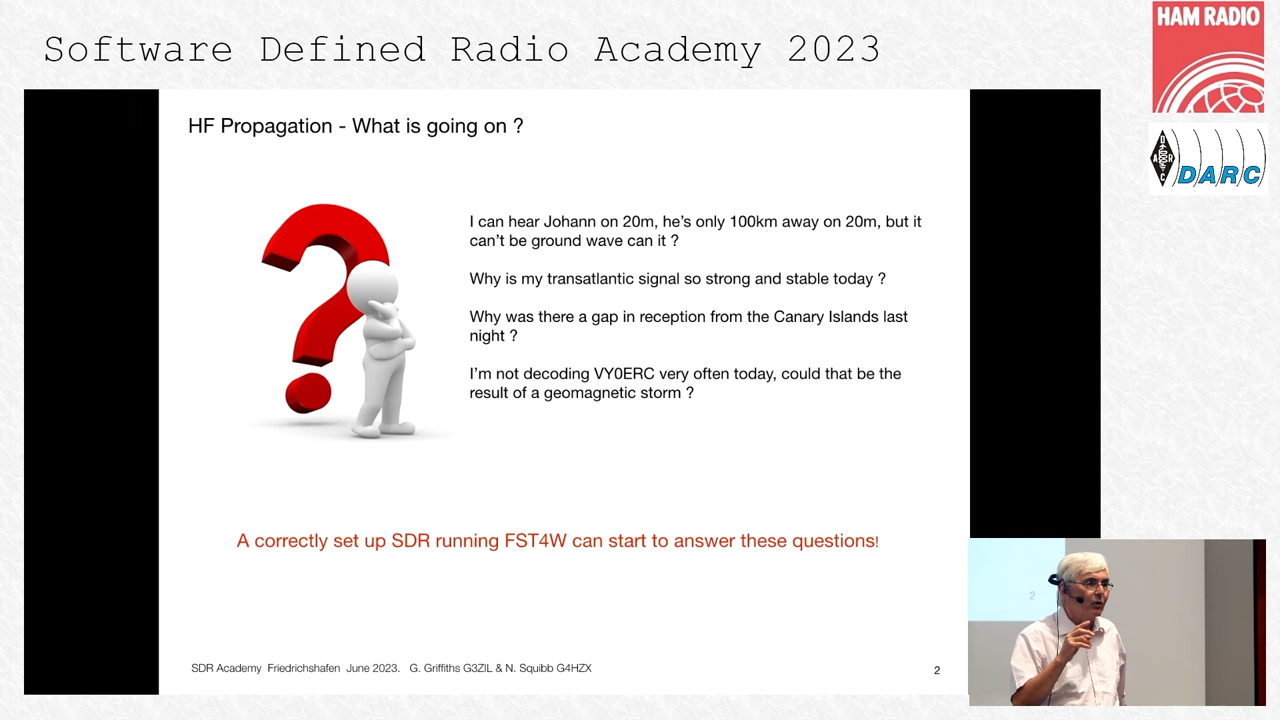 Software Defined Radio Academy 2023
HAM RADIO
DARC
DARC
HF Propagation - What is going on ?
I can hear Johann on 20m, he's only 100km away on 20m, but it
can't be ground wave can it ?
Why is my transatlantic signal so strong and stable today ?
Why was there a gap in reception from the Canary Islands last
night ?
I'm not decoding VY0ERC very often today, could that be the
result of a geomagnetic storm ?
A correctly set up SDR running FST4W can start to answer these questions!
SDR Academy Friedrichshafen June 2023. G. Griffiths G3ZIL & N. Squibb G4HZX
2
2